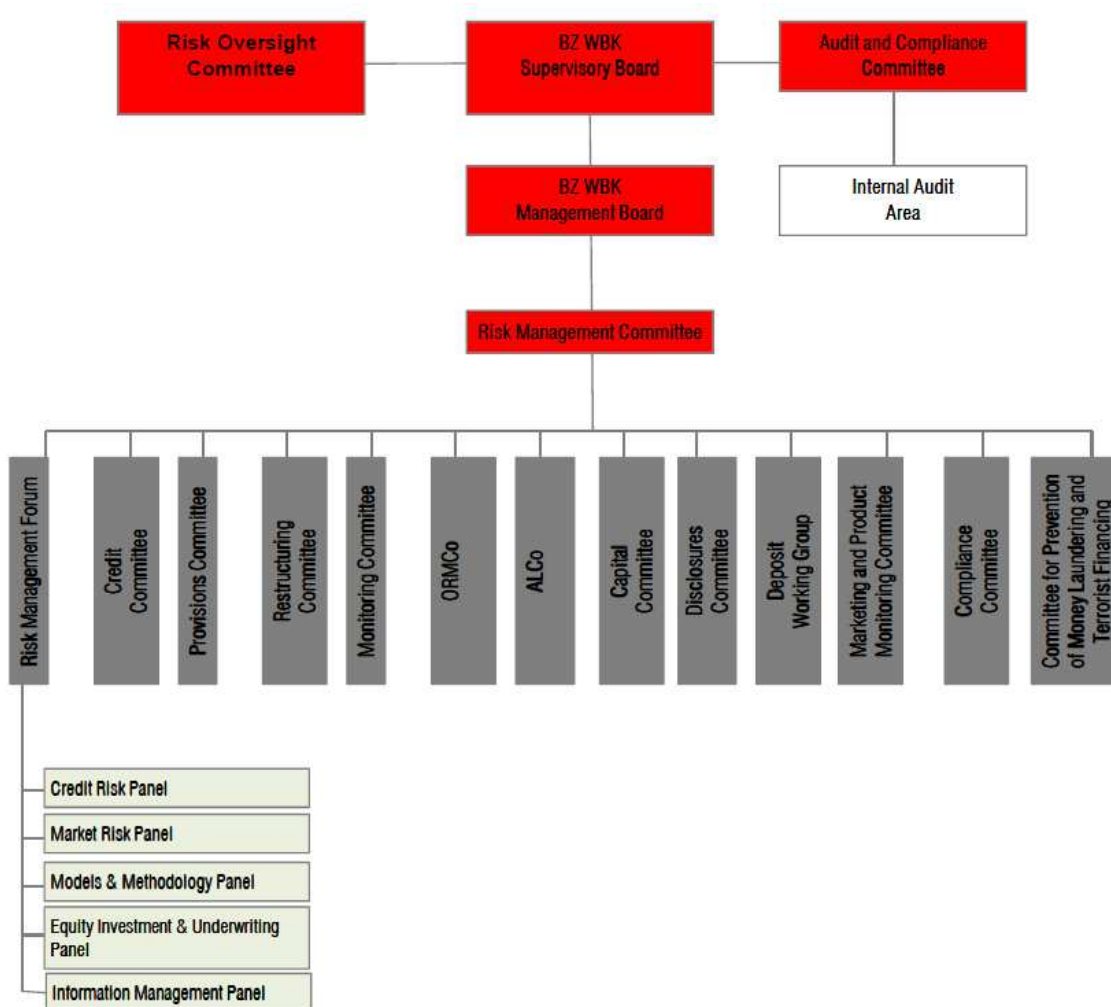 Risk Oversight
Committee
BZ WBK
Supervisory Board
Audit and Compliance
Committee
BZ WBK
Management Board
Internal Audit
Area
Risk Management Committee
Risk Management Forum
Credit
Committee
Provisions Committee
Restructuring
Committee
Monitoring Committee
ORMCo
ALCo
Capital
Committee
Disclosures
Committee
Deposit
Working Group
Marketing and Product
Monitoring Committee
Compliance
Committee
Committee for Prevention
of Money Laundering and
Terrorist Financing
Credit Risk Panel
Market Risk Panel
Models & Methodology Panel
Equity Investment & Underwriting
Panel
Information Management Panel